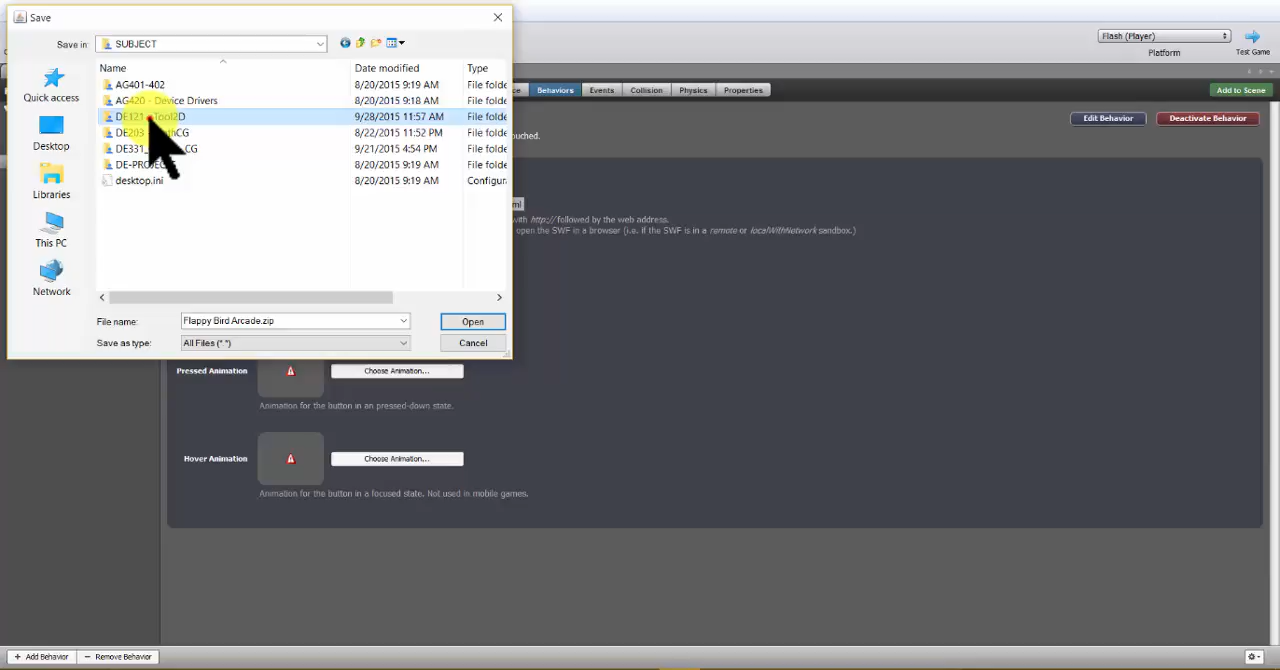 Save
Save in: SUBJECT
Flash (Player)
Platform
Test Game
Quick access
Desktop
Libraries
This PC
Network
Name Date modified Type
AG401-402 8/20/2015 9:19 AM File folde
AG420 - Device Drivers 8/20/2015 9:18 AM File folde
DE121 Tool2D 9/28/2015 11:57 AM File folde
DE203 thCG 8/22/2015 11:52 PM File folde
DE331_ CG 9/21/2015 4:54 PM File folde
DE-PROJECT 8/20/2015 9:19 AM File folde
desktop.ini 8/20/2015 9:19 AM Configura
File name: Flappy Bird Arcade.zip Open
Save as type: All Files (*.*) Cancel
ce Behaviors Events Collision Physics Properties Add to Scene
ouched. Edit Behavior Deactivate Behavior
ml
with http:// followed by the web address.
open the SWF in a browser (i.e. if the SWF is in a remote or localWithNetwork sandbox.)
Pressed Animation Choose Animation...
Animation for the button in an pressed-down state.
Hover Animation Choose Animation...
Animation for the button in a focused state. Not used in mobile games.
+ Add Behavior − Remove Behavior